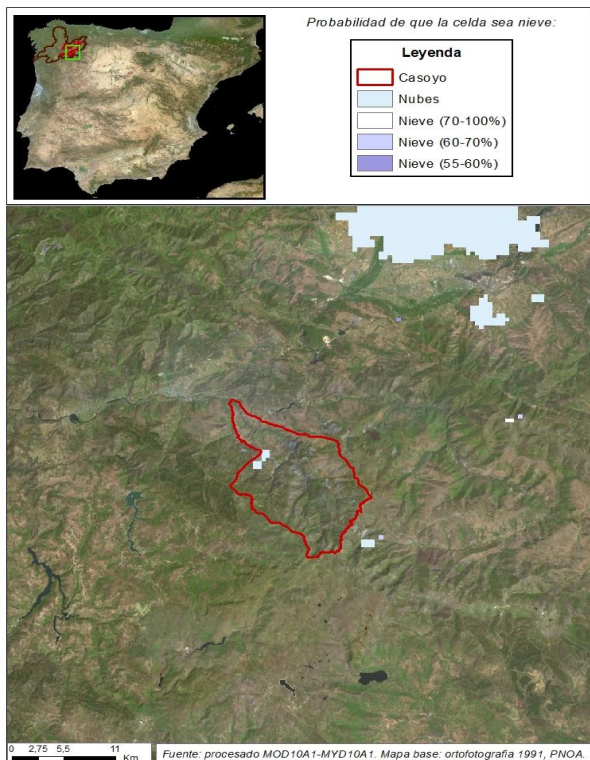 Probabilidad de que la celda sea nieve:
Leyenda
Casoyo
Nubes
Nieve (70-100%)
Nieve (60-70%)
Nieve (55-60%)
0 2,75 5,5 11
Km
Fuente: procesado MOD10A1-MYD10A1. Mapa base: ortofotografia 1991, PNOA.